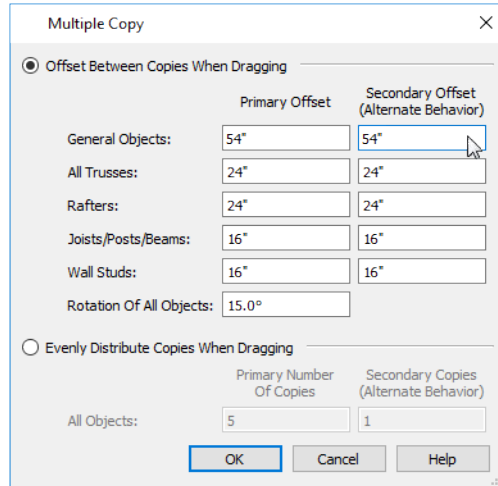 Multiple Copy
Offset Between Copies When Dragging
Primary Offset
Secondary Offset
(Alternate Behavior)
General Objects: 54" 54"
All Trusses: 24" 24"
Rafters: 24" 24"
Joists/Posts/Beams: 16" 16"
Wall Studs: 16" 16"
Rotation Of All Objects: 15.0°
Evenly Distribute Copies When Dragging
Primary Number
Of Copies
Secondary Copies
(Alternate Behavior)
All Objects: 5 1
OK Cancel Help